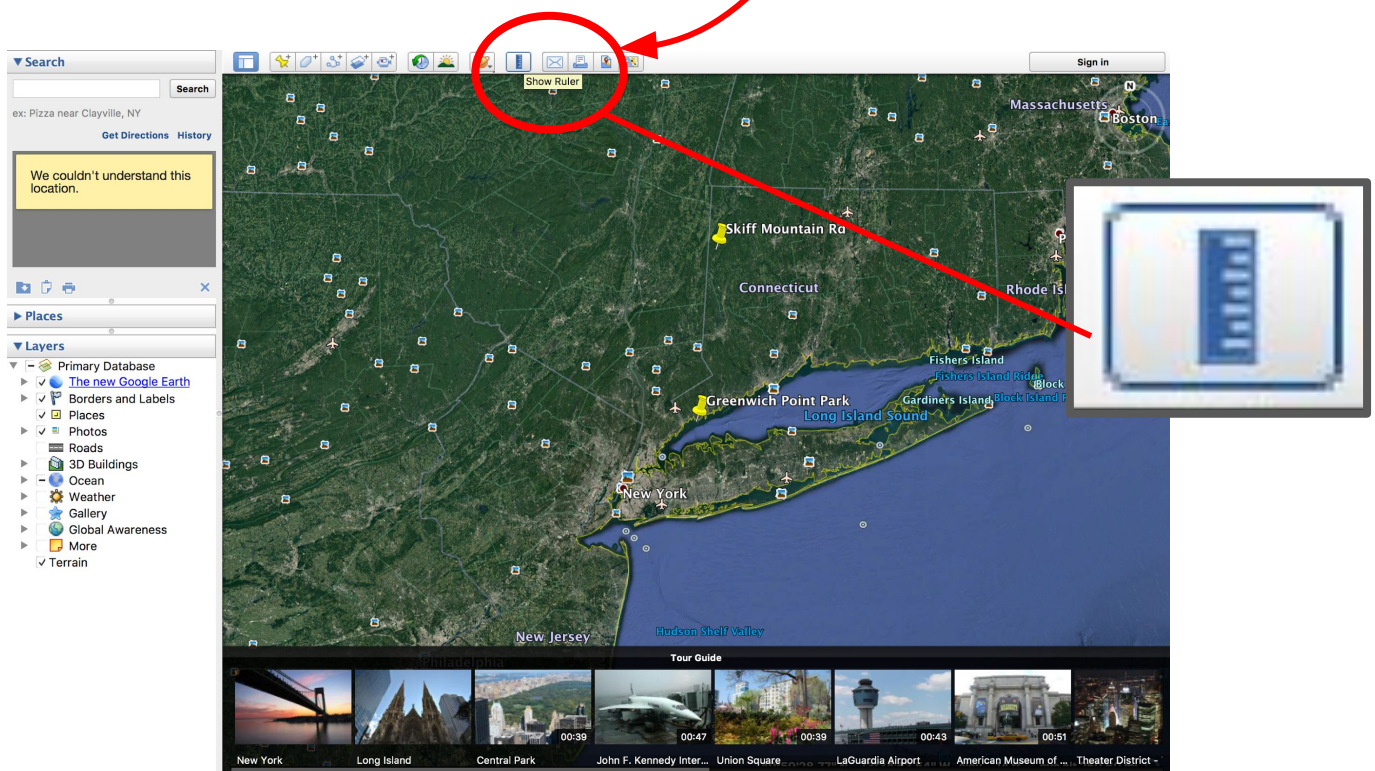 Search
Search
ex: Pizza near Clayville, NY
Get Directions History
We couldn't understand this
location.
Places
Layers
Primary Database
The new Google Earth
Borders and Labels
Places
Photos
Roads
3D Buildings
Ocean
Weather
Gallery
Global Awareness
More
Terrain
Show Ruler
Sign in
N
Massachusetts
Boston
Skiff Mountain Rd
Connecticut
Rhode Isl
Fishers Island
Fishers Island Ridge
Block
Gardiners Island
Block Island
Greenwich Point Park
Long Island Sound
New York
New Jersey
Hudson Shelf Valley
Philadelphia
Tour Guide
00:39
00:47
00:39
00:43
00:51
New York
Long Island
Central Park
John F. Kennedy Inter...
Union Square
LaGuardia Airport
American Museum of ...
Theater District -